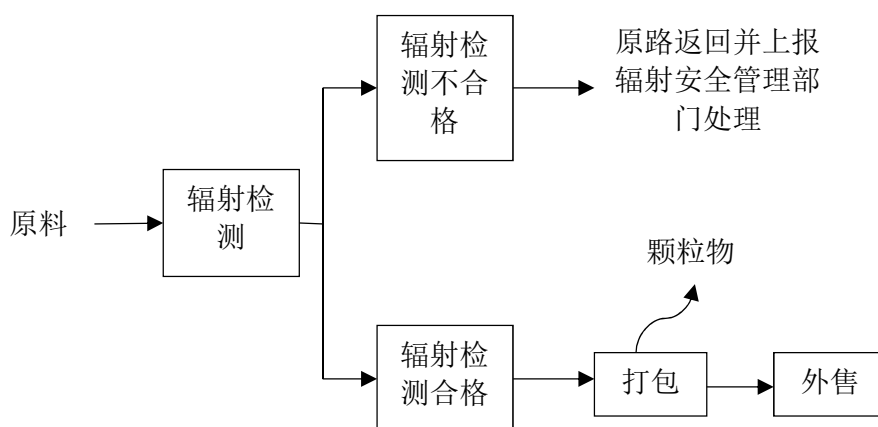 辐射检
测不合
格
原路返回并上报
辐射安全管理部
门处理
原料
辐射检
测
颗粒物
辐射检
测合格
打包
外售